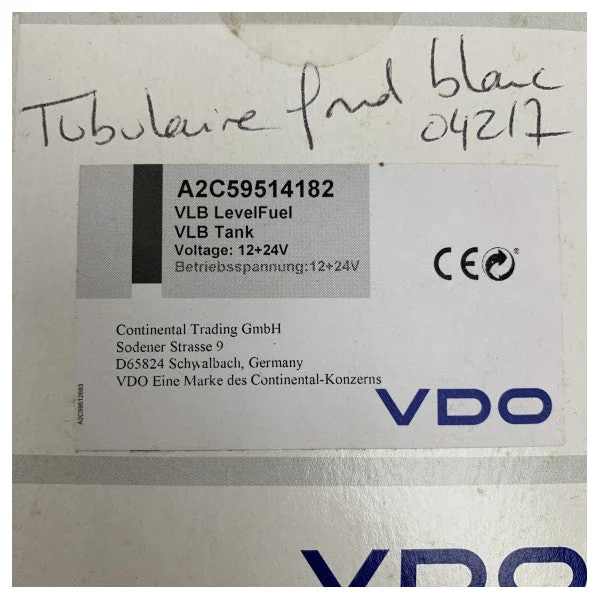 Tubulaire fond blanc
04217
A2C59514182
VLB LevelFuel
VLB Tank
Voltage: 12+24V
Betriebsspannung:12+24V
CE
Continental Trading GmbH
Sodener Strasse 9
D65824 Schwalbach, Germany
VDO Eine Marke des Continental-Konzerns
A2C59512683
VDO
VDO